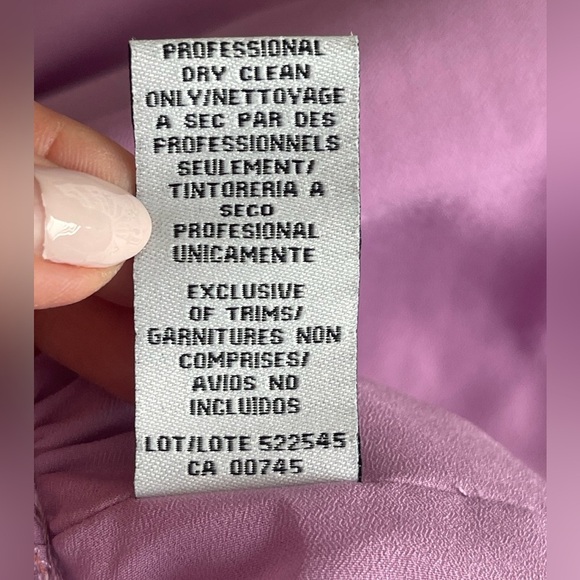 PROFESSIONAL
DRY CLEAN
ONLY/NETTOYAGE
A SEC PAR DES
PROFESSIONNELS
SEULEMENT/
TINTORERIA A
SECO
PROFESIONAL
UNICAMENTE
EXCLUSIVE
OF TRIMS/
GARNITURES NON
COMPRISES/
AVIOS NO
INCLUIDOS
LOT/LOTE 522545
CA 00745